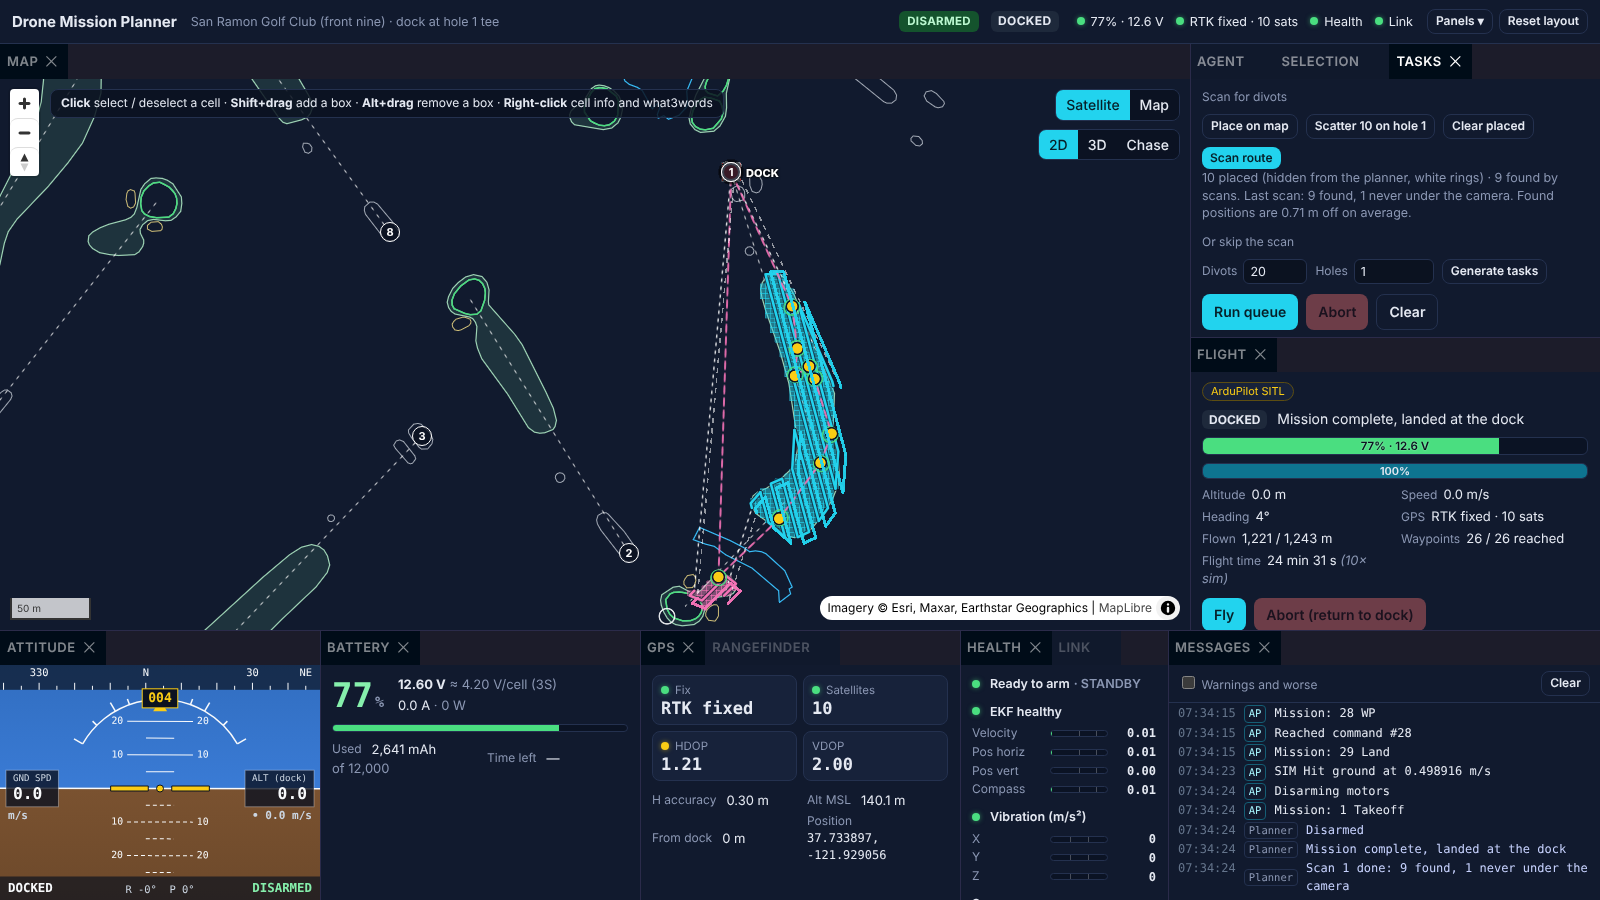 Drone Mission Planner
San Ramon Golf Club (front nine) · dock at hole 1 tee
DISARMED
DOCKED
77% · 12.6 V
RTK fixed · 10 sats
Health
Link
Panels ▾
Reset layout
MAP
Click select / deselect a cell · Shift+drag add a box · Alt+drag remove a box · Right-click cell info and what3words
Satellite
Map
2D
3D
Chase
1
DOCK
8
3
2
50 m
Imagery © Esri, Maxar, Earthstar Geographics | MapLibre
AGENT
SELECTION
TASKS
Scan for divots
Place on map
Scatter 10 on hole 1
Clear placed
Scan route
10 placed (hidden from the planner, white rings) · 9 found by
scans. Last scan: 9 found, 1 never under the camera. Found
positions are 0.71 m off on average.
Or skip the scan
Divots 20 Holes 1
Generate tasks
Run queue
Abort
Clear
FLIGHT
ArduPilot SITL
DOCKED Mission complete, landed at the dock
77% · 12.6 V
100%
Altitude 0.0 m
Speed 0.0 m/s
Heading 4°
GPS RTK fixed · 10 sats
Flown 1,221 / 1,243 m
Waypoints 26 / 26 reached
Flight time 24 min 31 s (10×
sim)
Fly
Abort (return to dock)
ATTITUDE
330 N 30 NE
004
20 20
10 10
GND SPD
0.0
m/s
ALT (dock)
0.0
• 0.0 m/s
10 10
20 20
DOCKED
R -0° P 0°
DISARMED
BATTERY
77%
12.60 V ≈ 4.20 V/cell (3S)
0.0 A · 0 W
Used 2,641 mAh
of 12,000
Time left —
GPS
RANGEFINDER
Fix
RTK fixed
Satellites
10
HDOP
1.21
VDOP
2.00
H accuracy 0.30 m
Alt MSL 140.1 m
From dock 0 m
Position
37.733897,
-121.929056
HEALTH
LINK
Ready to arm · STANDBY
EKF healthy
Velocity 0.01
Pos horiz 0.01
Pos vert 0.00
Compass 0.01
Vibration (m/s²)
X 0
Y 0
Z 0
MESSAGES
Warnings and worse
Clear
07:34:15 AP Mission: 28 WP
07:34:15 AP Reached command #28
07:34:15 AP Mission: 29 Land
07:34:23 AP SIM Hit ground at 0.498916 m/s
07:34:24 AP Disarming motors
07:34:24 AP Mission: 1 Takeoff
07:34:24 Planner Disarmed
07:34:24 Planner Mission complete, landed at the dock
07:34:24 Planner Scan 1 done: 9 found, 1 never under the
camera